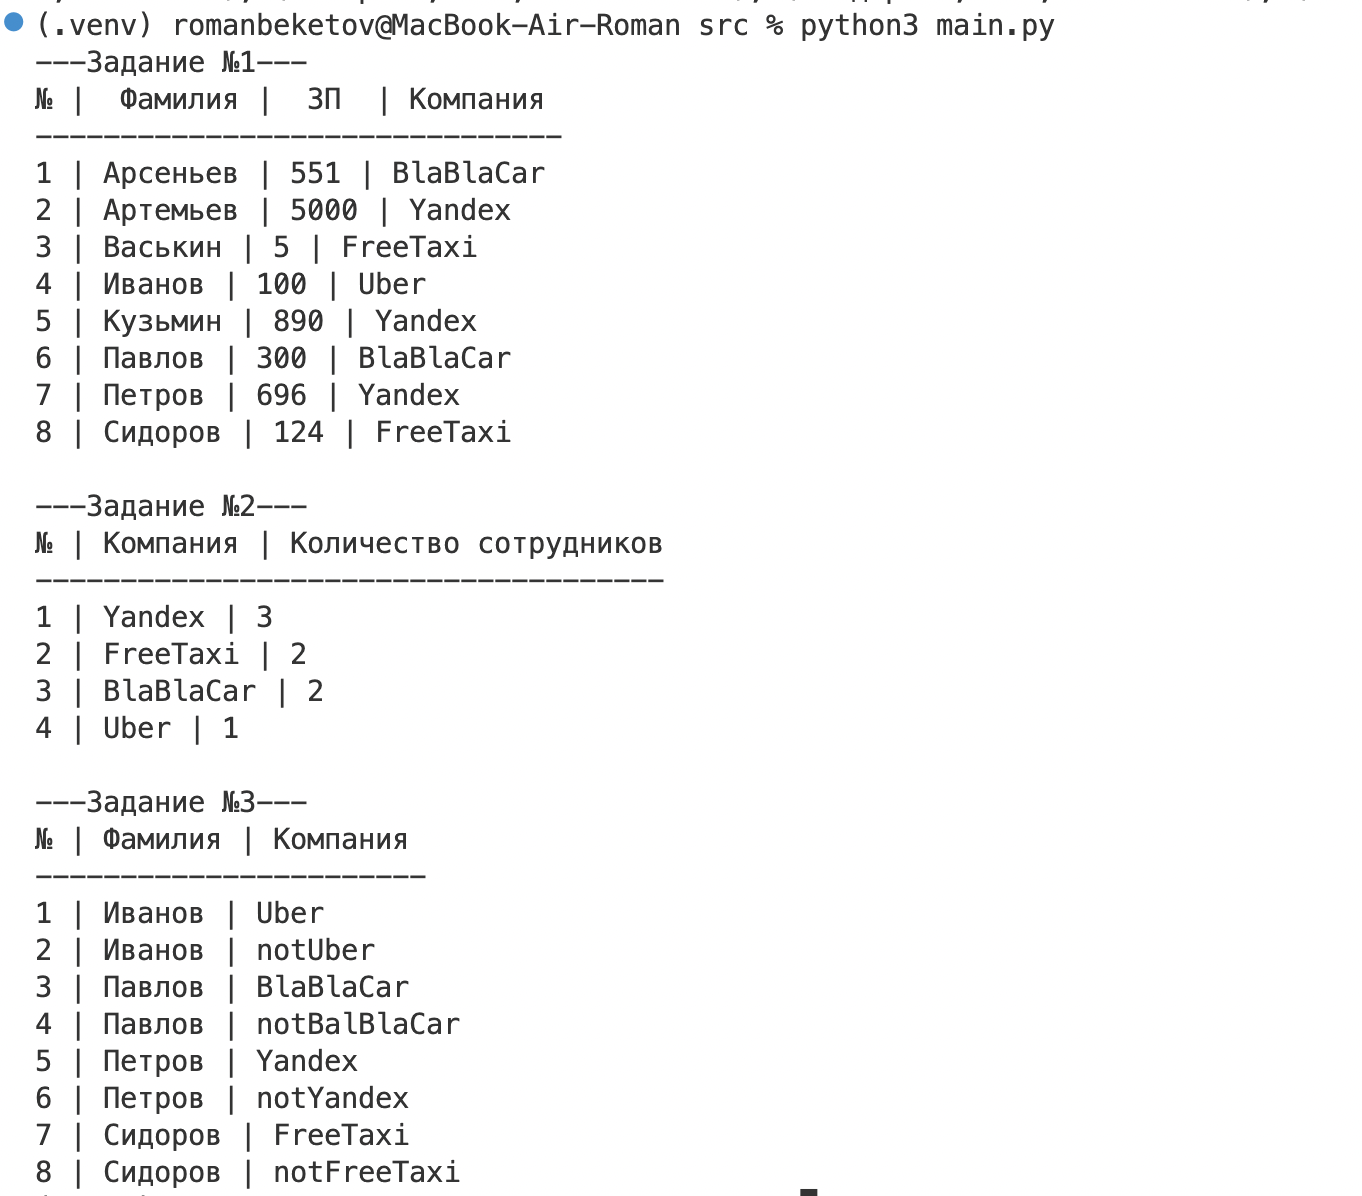 (.venv) romanbeketov@MacBook-Air-Roman src % python3 main.py
---Задание №1---
№ |  Фамилия |  ЗП  | Компания
-------------------------------
1 | Арсеньев | 551 | BlaBlaCar
2 | Артемьев | 5000 | Yandex
3 | Васькин | 5 | FreeTaxi
4 | Иванов | 100 | Uber
5 | Кузьмин | 890 | Yandex
6 | Павлов | 300 | BlaBlaCar
7 | Петров | 696 | Yandex
8 | Сидоров | 124 | FreeTaxi
---Задание №2---
№ | Компания | Количество сотрудников
-------------------------------------
1 | Yandex | 3
2 | FreeTaxi | 2
3 | BlaBlaCar | 2
4 | Uber | 1
---Задание №3---
№ | Фамилия | Компания
-----------------------
1 | Иванов | Uber
2 | Иванов | notUber
3 | Павлов | BlaBlaCar
4 | Павлов | notBalBlaCar
5 | Петров | Yandex
6 | Петров | notYandex
7 | Сидоров | FreeTaxi
8 | Сидоров | notFreeTaxi